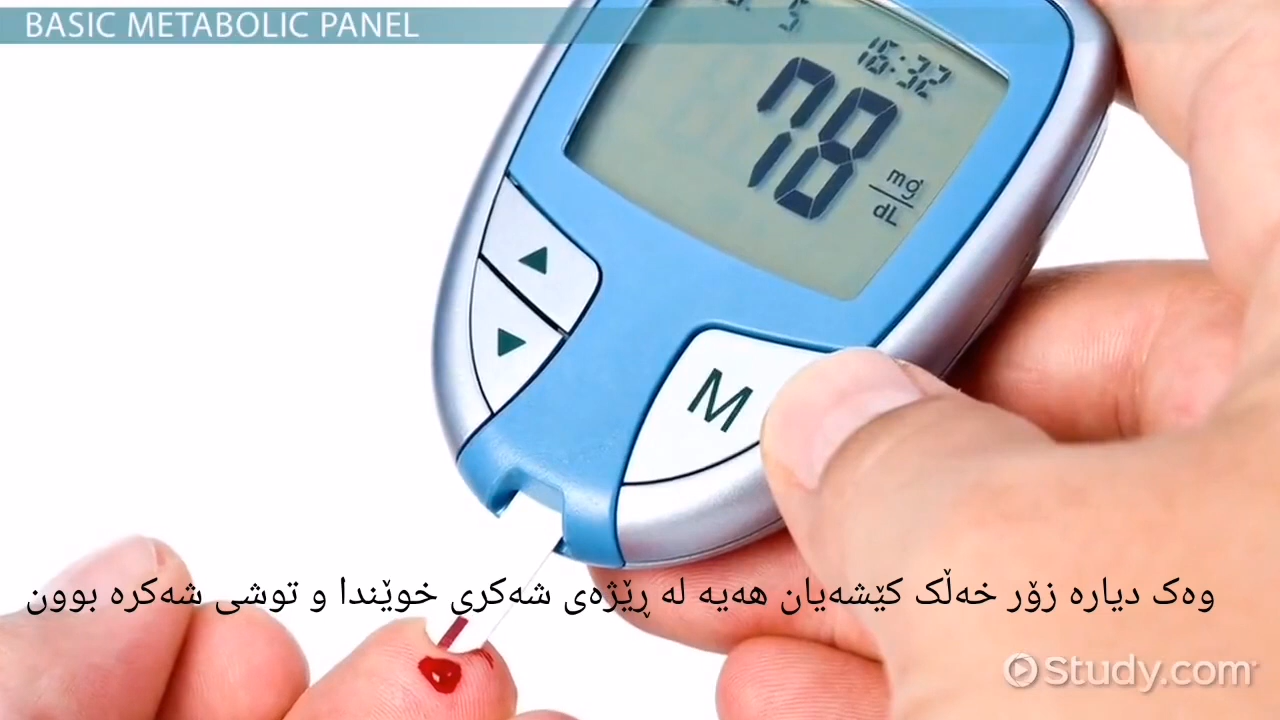 BASIC METABOLIC PANEL
5
16:32
78
mg
dL
M
وەک دیارە زۆر خەڵک کێشەیان هەیە لە ڕێژەی شەکری خوێندا و توشی شەکرە بوون
Study.com